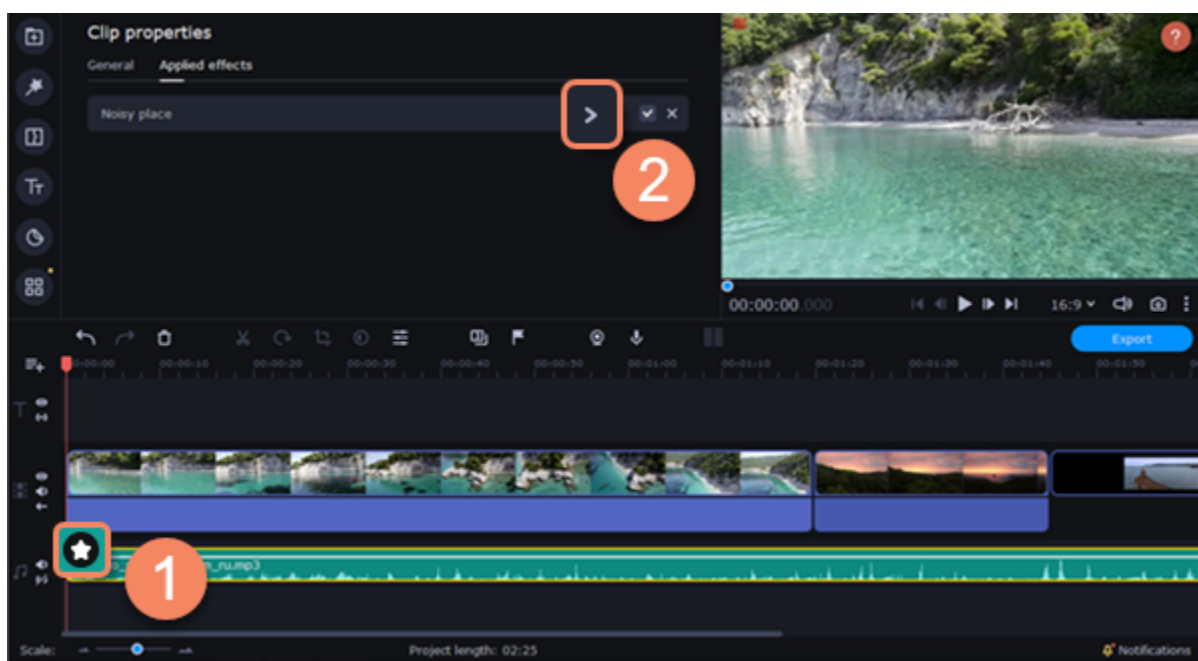 Clip properties
?
General Applied effects
Noisy place
2
00:00:00.000
16:9
Export
00:00:00 00:00:10 00:00:20 00:00:30 00:00:40 00:00:50 00:01:00 00:01:10 00:01:20 00:01:30 00:01:40 00:01:50
1
_ru.mp3
Scale:
Project length: 02:25
Notifications